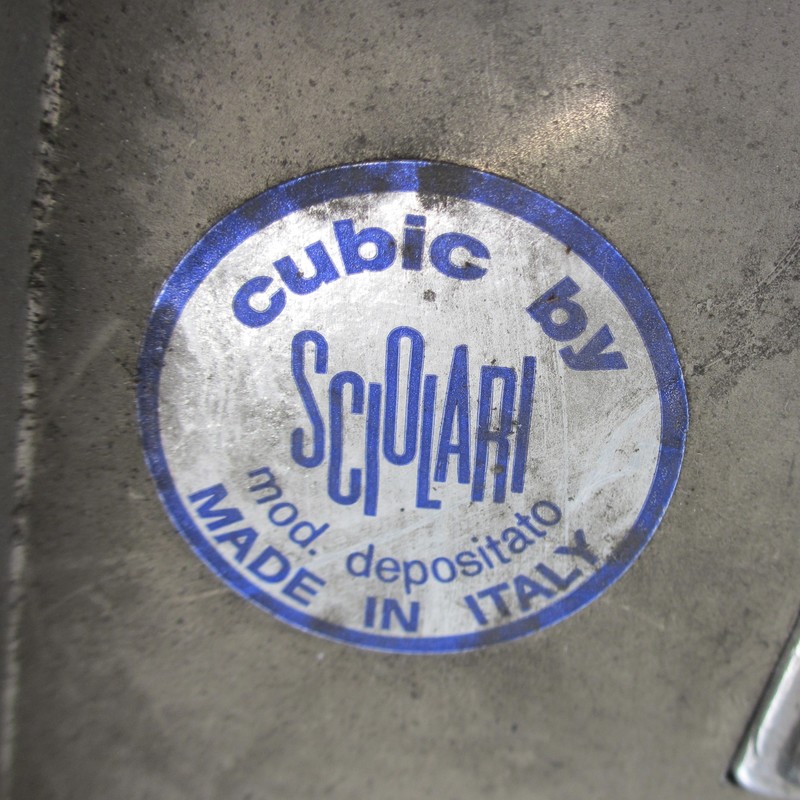 cubic by
SCIOLARI
mod. depositato
MADE IN ITALY